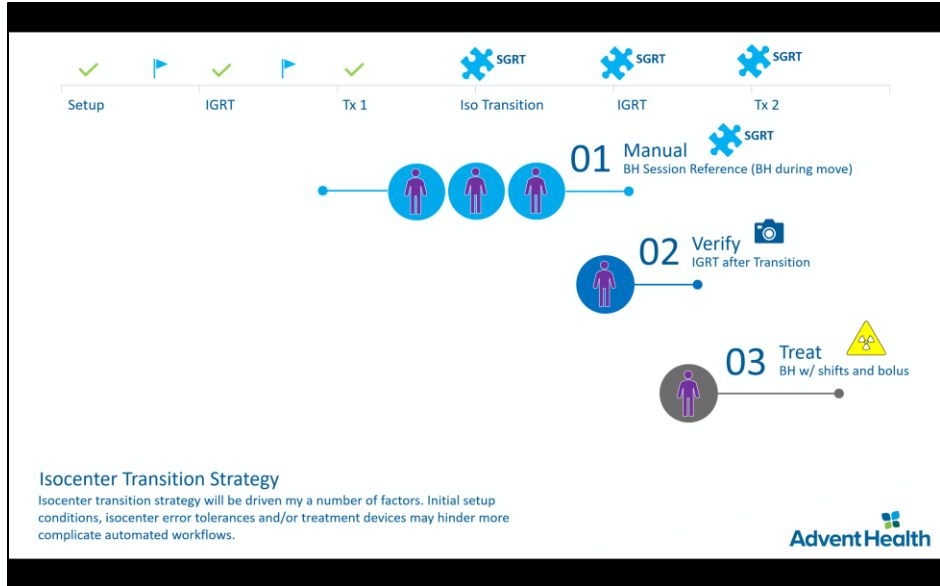 SGRT
SGRT
SGRT
Setup
IGRT
Tx 1
Iso Transition
IGRT
Tx 2
SGRT
01
Manual
BH Session Reference (BH during move)
02
Verify
IGRT after Transition
03
Treat
BH w/ shifts and bolus
Isocenter Transition Strategy
Isocenter transition strategy will be driven my a number of factors. Initial setup
conditions, isocenter error tolerances and/or treatment devices may hinder more
complicate automated workflows.
AdventHealth